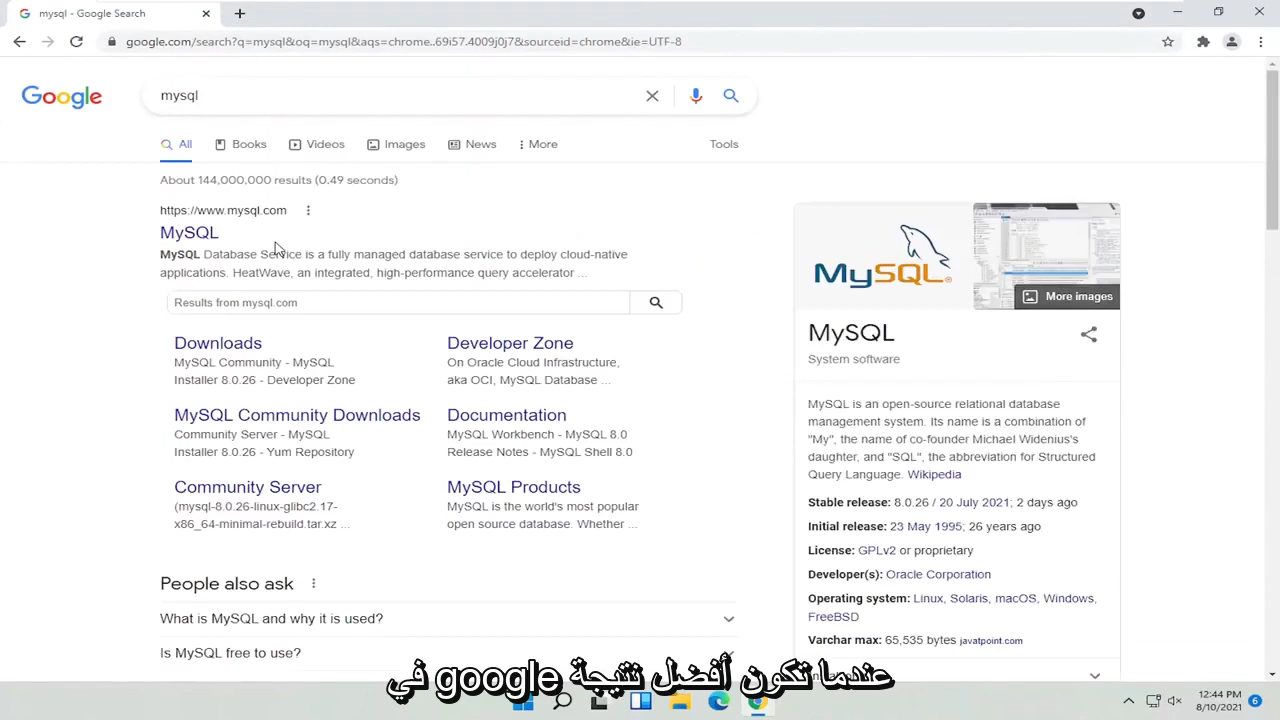 mysql - Google Search
google.com/search?q=mysql&oq=mysql&aqs=chrome..69i57.4009j0j7&sourceid=chrome&ie=UTF-8
Google
mysql
All
Books
Videos
Images
News
More
Tools
About 144,000,000 results (0.49 seconds)
https://www.mysql.com
MySQL
MySQL Database Service is a fully managed database service to deploy cloud-native
applications. HeatWave, an integrated, high-performance query accelerator ...
Results from mysql.com
Downloads
MySQL Community - MySQL
Installer 8.0.26 - Developer Zone
Developer Zone
On Oracle Cloud Infrastructure,
aka OCI, MySQL Database ...
MySQL Community Downloads
Community Server - MySQL
Installer 8.0.26 - Yum Repository
Documentation
MySQL Workbench - MySQL 8.0
Release Notes - MySQL Shell 8.0
Community Server
(mysql-8.0.26-linux-glibc2.17-
x86_64-minimal-rebuild.tar.xz ...
MySQL Products
MySQL is the world's most popular
open source database. Whether ...
People also ask
What is MySQL and why it is used?
Is MySQL free to use?
MySQL®
More images
MySQL
System software
MySQL is an open-source relational database
management system. Its name is a combination of
"My", the name of co-founder Michael Widenius's
daughter, and "SQL", the abbreviation for Structured
Query Language. Wikipedia
Stable release: 8.0.26 / 20 July 2021; 2 days ago
Initial release: 23 May 1995; 26 years ago
License: GPLv2 or proprietary
Developer(s): Oracle Corporation
Operating system: Linux, Solaris, macOS, Windows,
FreeBSD
Varchar max: 65,535 bytes javatpoint.com
عندما تكون أفضل نتيجة google في
12:44 PM
8/10/2021
6